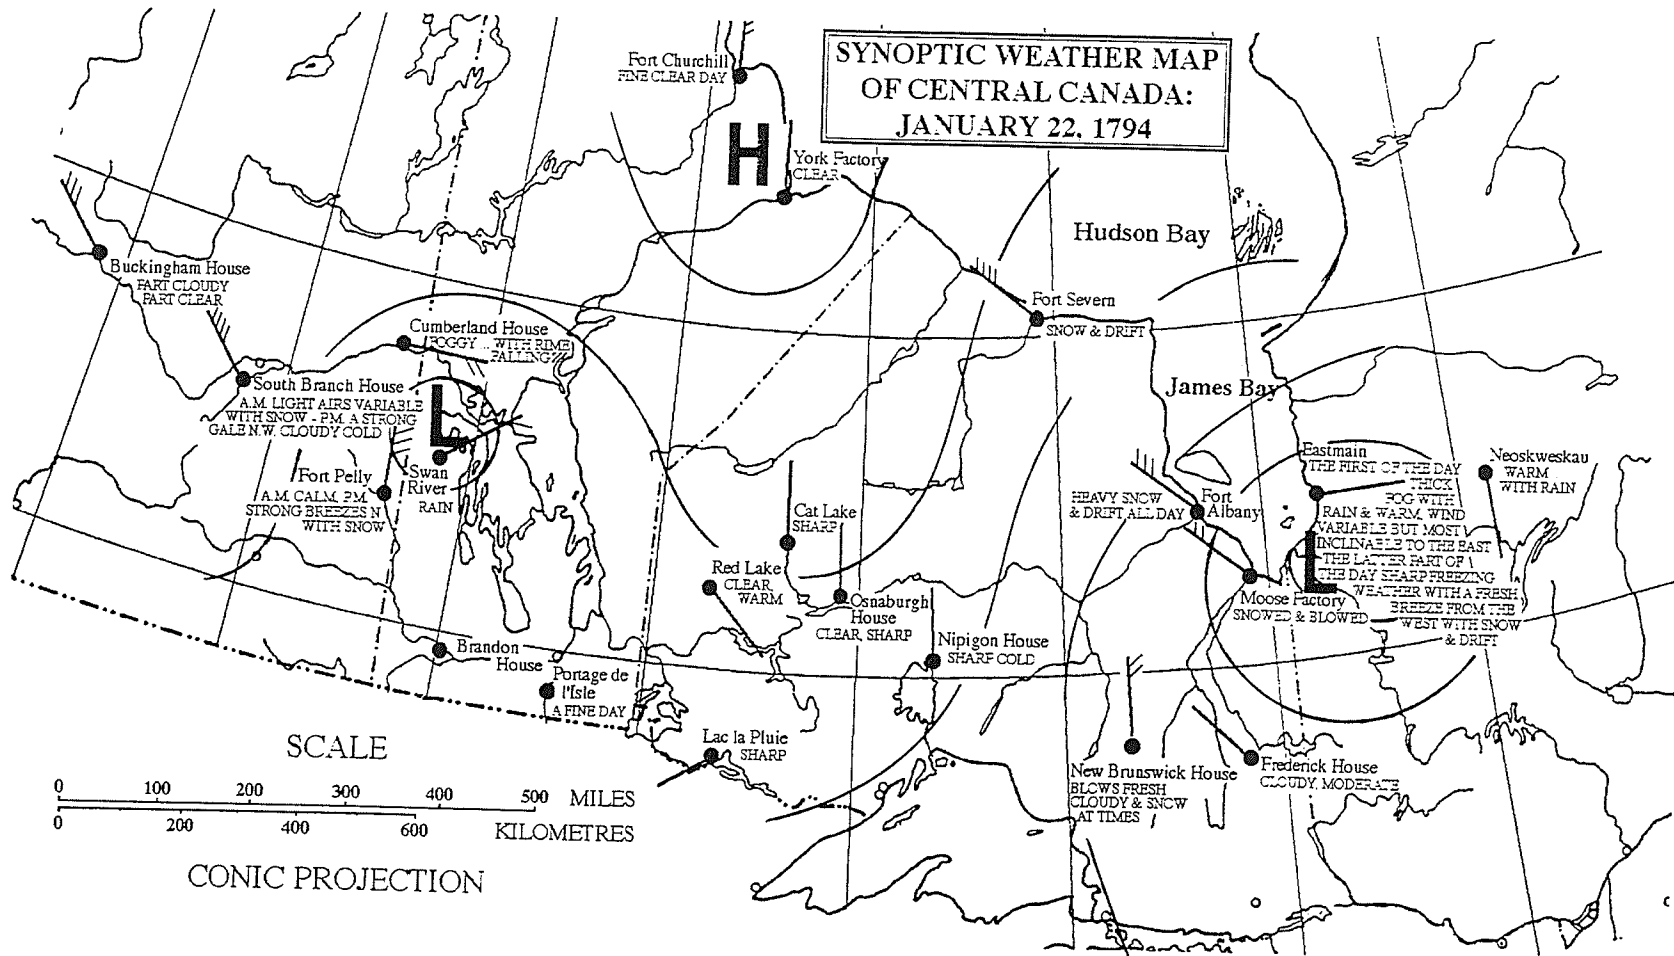 SYNOPTIC WEATHER MAP
OF CENTRAL CANADA:
JANUARY 22, 1794
Fort Churchill
FINE CLEAR DAY
H
York Factory
CLEAR
Hudson Bay
Buckingham House
PART CLOUDY
PART CLEAR
Fort Severn
SNOW & DRIFT
Cumberland House
FOGGY ... WITH RIME
FALLING
South Branch House
A.M. LIGHT AIRS VARIABLE
WITH SNOW - P.M. A STRONG
GALE N.W. CLOUDY COLD
L
James Bay
Swan
River
RAIN
Fort Pelly
A.M. CALM, P.M.
STRONG BREEZES N
WITH SNOW
Eastmain
THE FIRST OF THE DAY
THICK
FOG WITH
RAIN & WARM, WIND
VARIABLE BUT MOST
INCLINABLE TO THE EAST
THE LATTER PART OF
THE DAY SHARP FREEZING
WEATHER WITH A FRESH
BREEZE FROM THE
WEST WITH SNOW
& DRIFT
Neoskweskau
WARM
WITH RAIN
HEAVY SNOW
& DRIFT ALL DAY
Fort
Albany
L
Cat Lake
SHARP
Red Lake
CLEAR,
WARM
Osnaburgh
House
CLEAR, SHARP
Moose Factory
SNOWED & BLOWED
Nipigon House
SHARP COLD
Brandon
House
Portage de
l'Isle
A FINE DAY
Lac la Pluie
SHARP
New Brunswick House
BLOWS FRESH
CLOUDY & SNOW
AT TIMES
Frederick House
CLOUDY, MODERATE
SCALE
0 100 200 300 400 500 MILES
0 200 400 600 KILOMETRES
CONIC PROJECTION